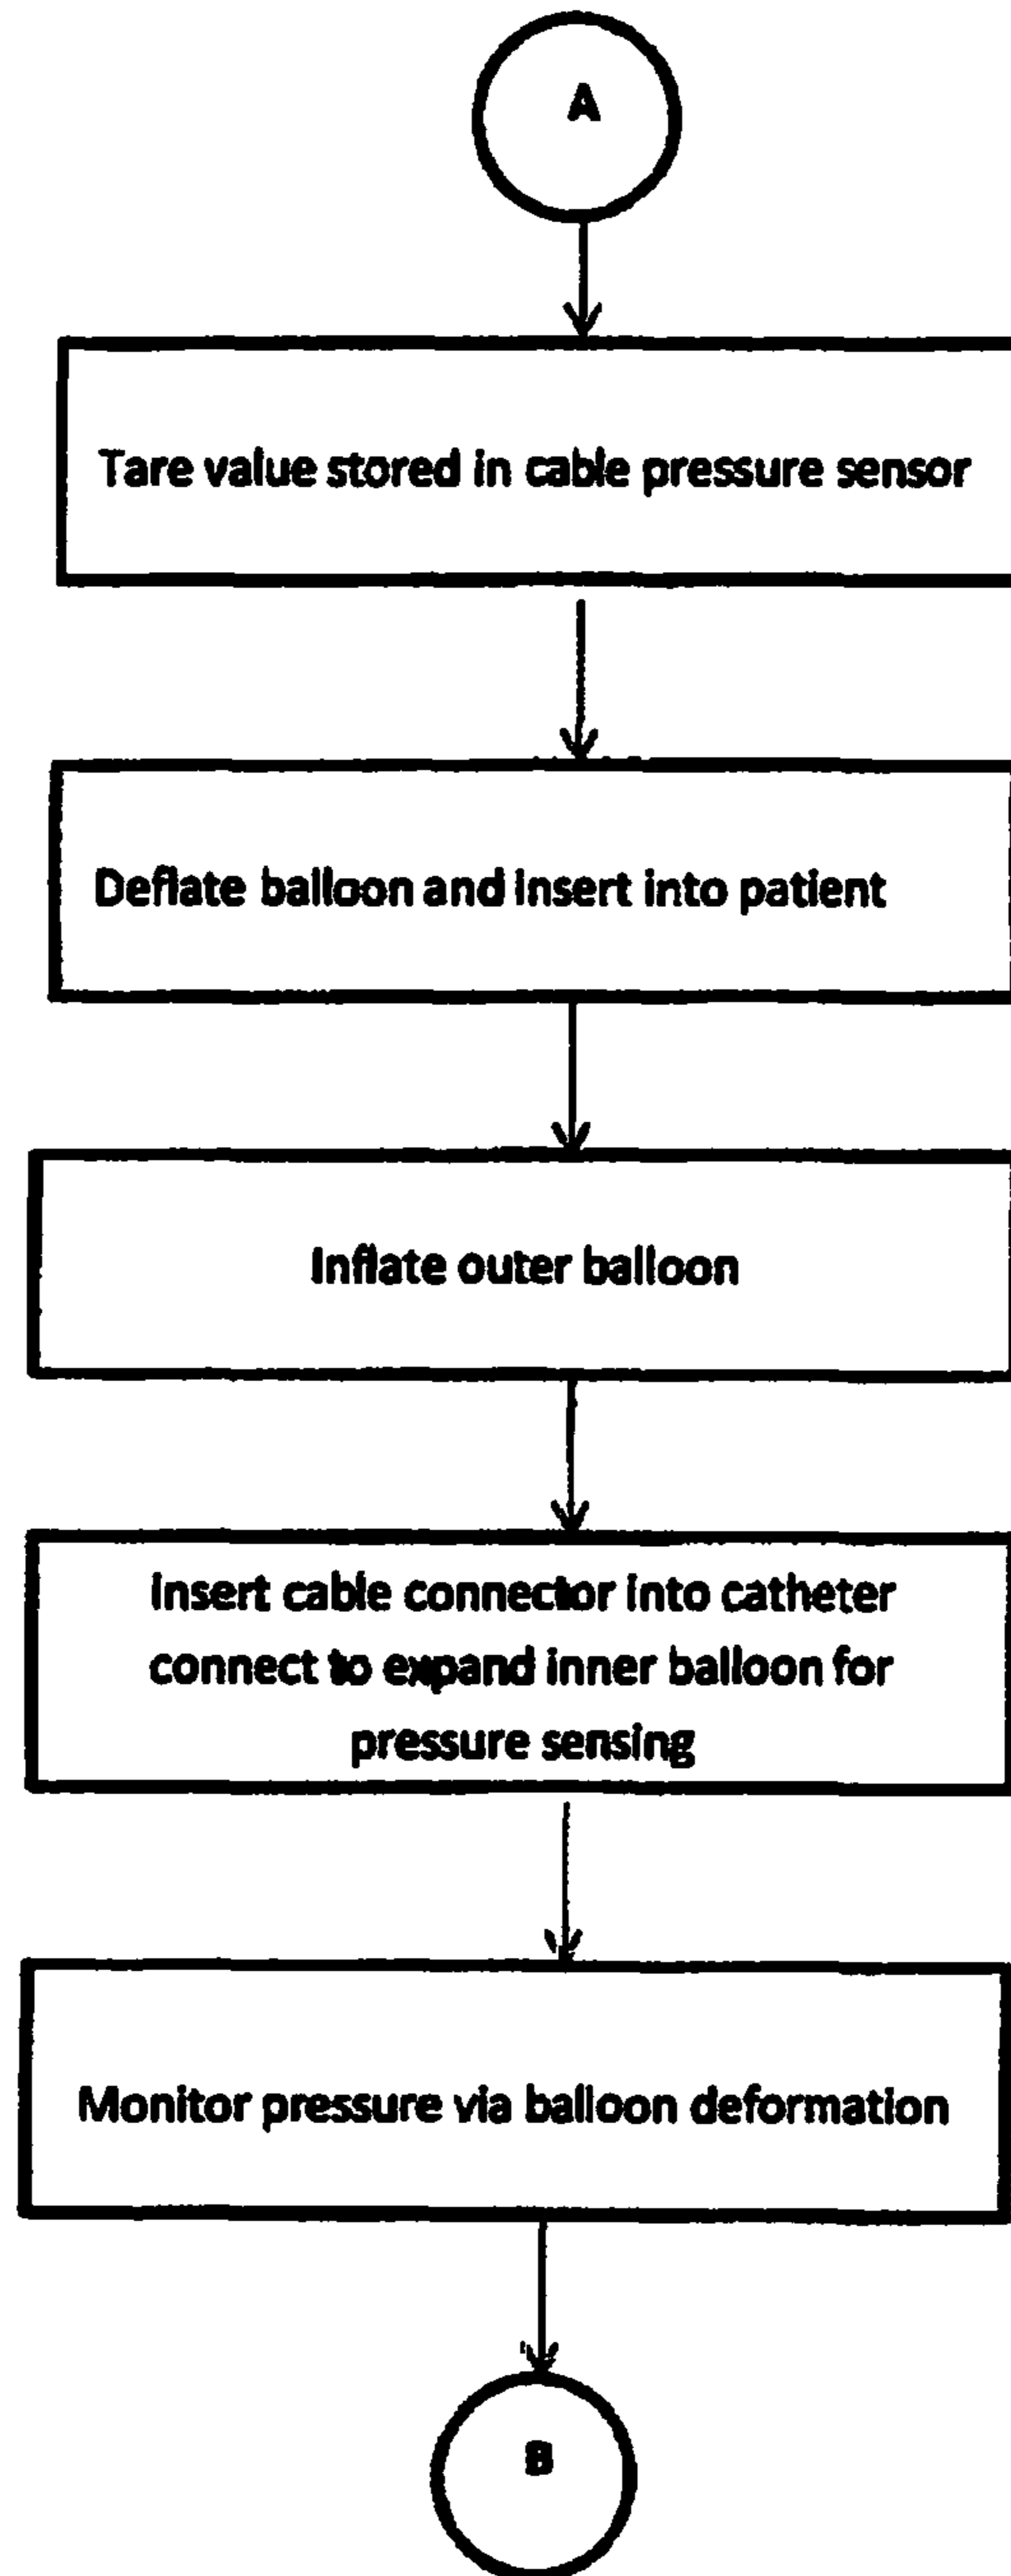 A
Tare value stored in cable pressure sensor
Deflate balloon and insert into patient
Inflate outer balloon
Insert cable connector into catheter
connect to expand inner balloon for
pressure sensing
Monitor pressure via balloon deformation
B